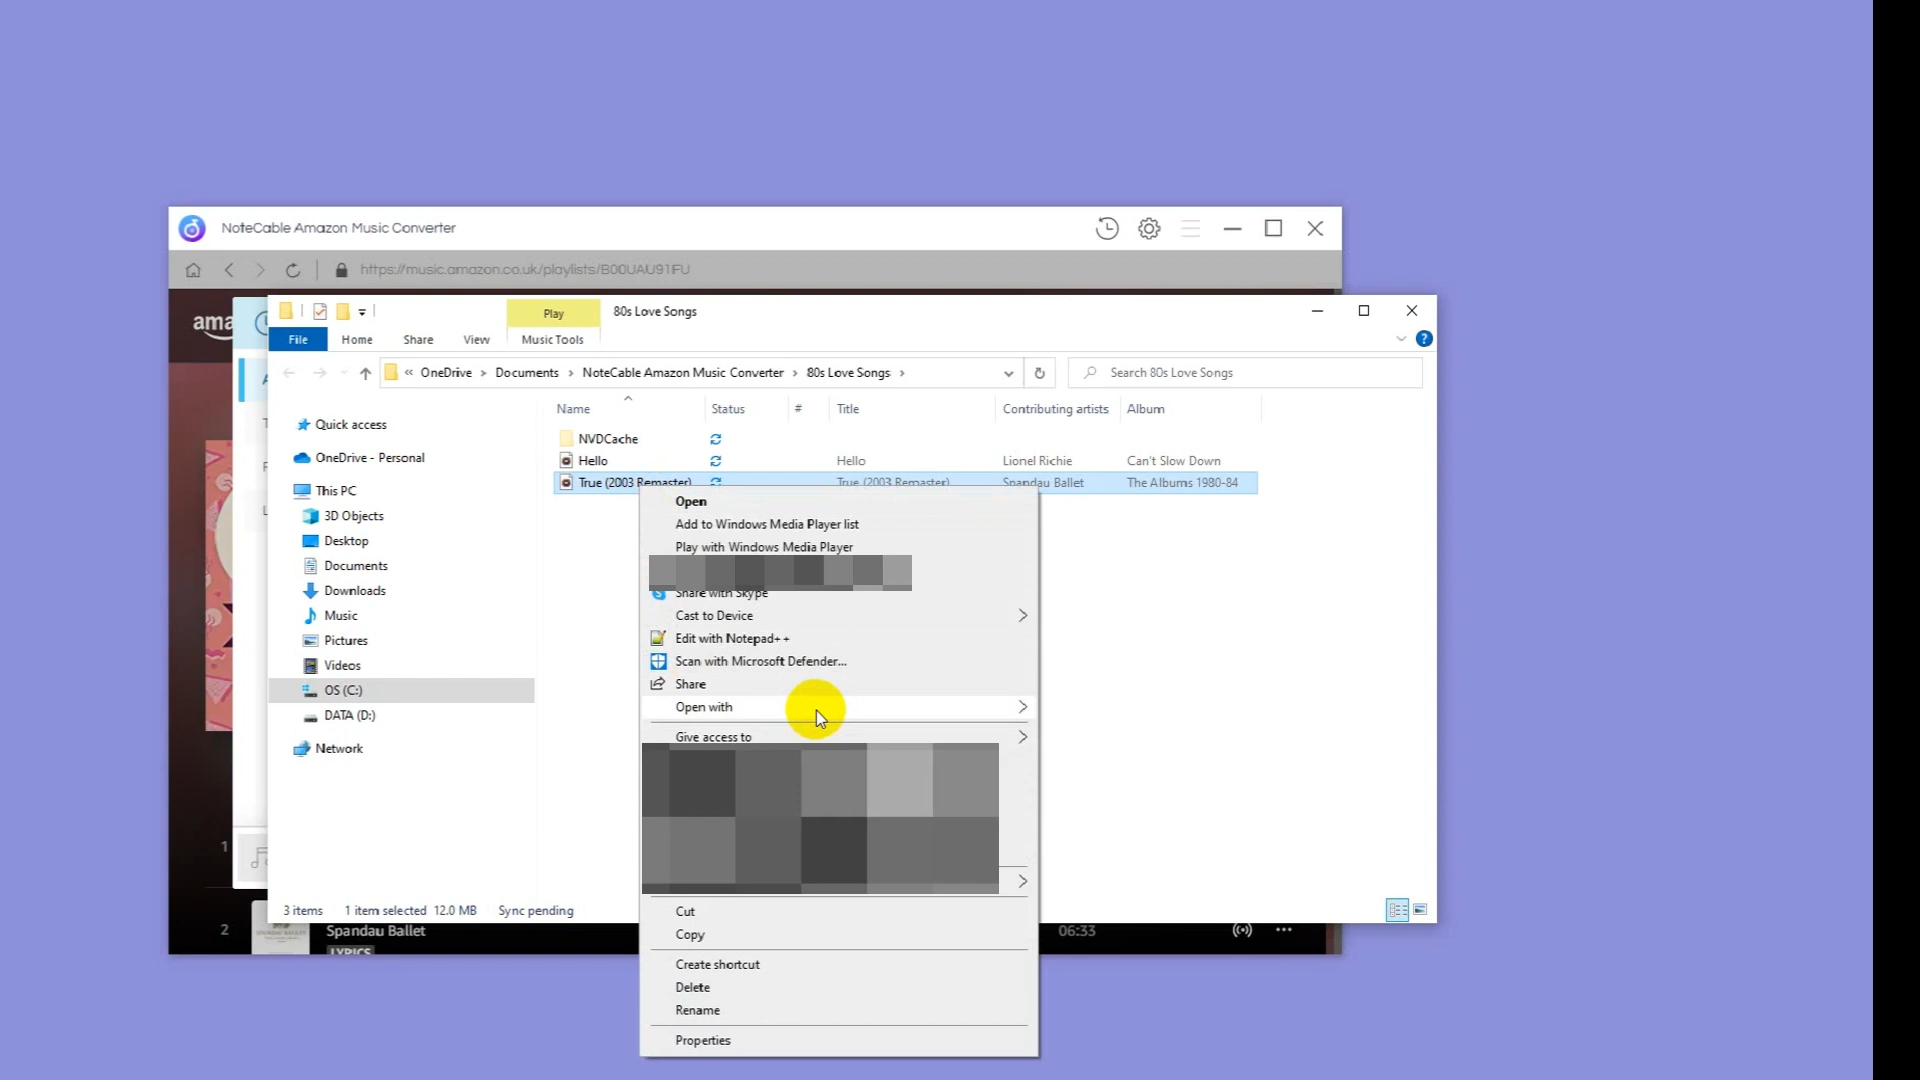 NoteCable Amazon Music Converter
https://music.amazon.co.uk/playlists/B00UAU91FU
ama
Play
80s Love Songs
File
Home
Share
View
Music Tools
« OneDrive > Documents > NoteCable Amazon Music Converter > 80s Love Songs >
Search 80s Love Songs
Name
Status
#
Title
Contributing artists
Album
Quick access
OneDrive - Personal
This PC
3D Objects
Desktop
Documents
Downloads
Music
Pictures
Videos
OS (C:)
DATA (D:)
Network
NVDCache
Hello
Hello
Lionel Richie
Can't Slow Down
True (2003 Remaster)
True (2003 Remaster)
Spandau Ballet
The Albums 1980-84
Open
Add to Windows Media Player list
Play with Windows Media Player
Share with Skype
Cast to Device
Edit with Notepad++
Scan with Microsoft Defender...
Share
Open with
Give access to
Cut
Copy
Create shortcut
Delete
Rename
Properties
1
3 items
1 item selected 12.0 MB
Sync pending
2
Spandau Ballet
LYRICS
06:33